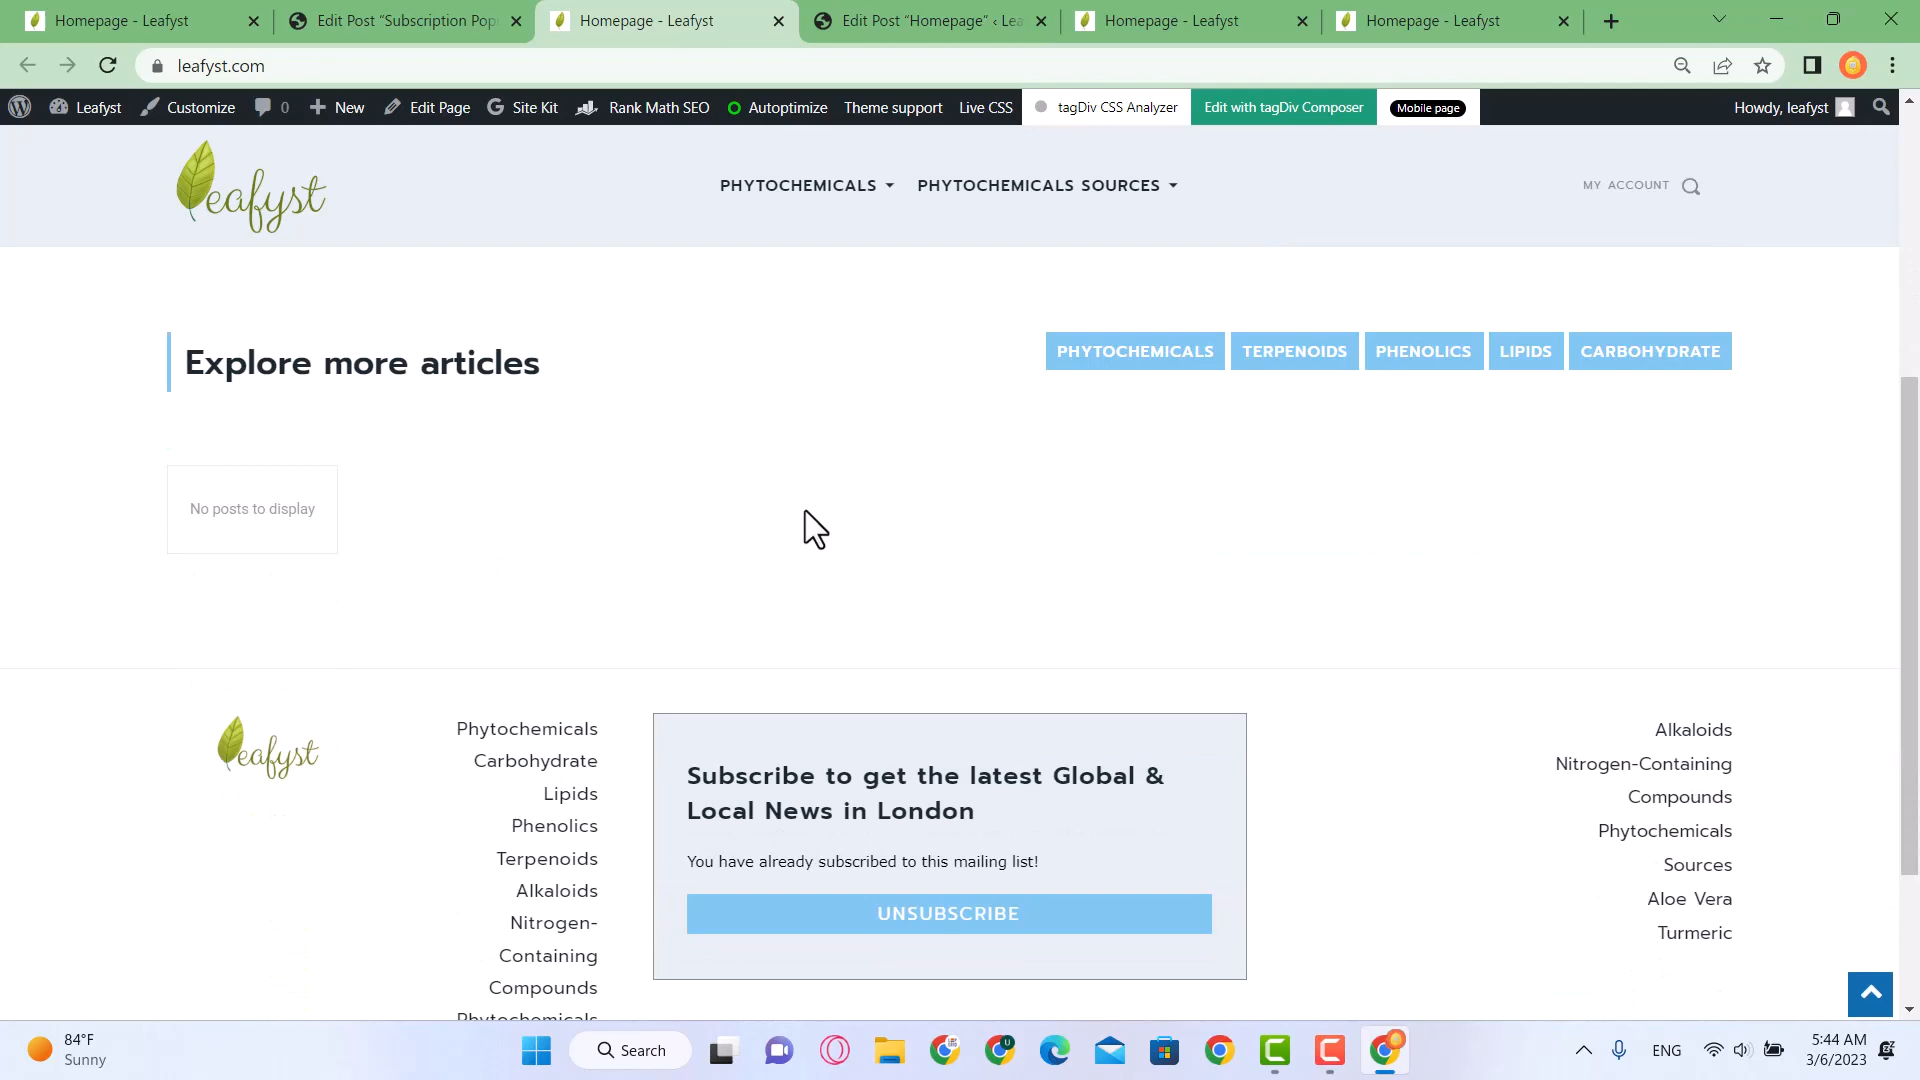 Homepage - Leafyst
Edit Post “Subscription Pop
Homepage - Leafyst
Edit Post “Homepage” ‹ Lea
Homepage - Leafyst
Homepage - Leafyst
leafyst.com
Leafyst
Customize
0
New
Edit Page
Site Kit
Rank Math SEO
Autoptimize
Theme support
Live CSS
tagDiv CSS Analyzer
Edit with tagDiv Composer
Mobile page
Howdy, leafyst
eafyst
PHYTOCHEMICALS
PHYTOCHEMICALS SOURCES
MY ACCOUNT
Explore more articles
PHYTOCHEMICALS
TERPENOIDS
PHENOLICS
LIPIDS
CARBOHYDRATE
No posts to display
eafyst
Phytochemicals
Carbohydrate
Lipids
Phenolics
Terpenoids
Alkaloids
Nitrogen-
Containing
Compounds
Phytochemicals
Subscribe to get the latest Global &
Local News in London
You have already subscribed to this mailing list!
UNSUBSCRIBE
Alkaloids
Nitrogen-Containing
Compounds
Phytochemicals
Sources
Aloe Vera
Turmeric
84°F
Sunny
Search
ENG
5:44 AM
3/6/2023